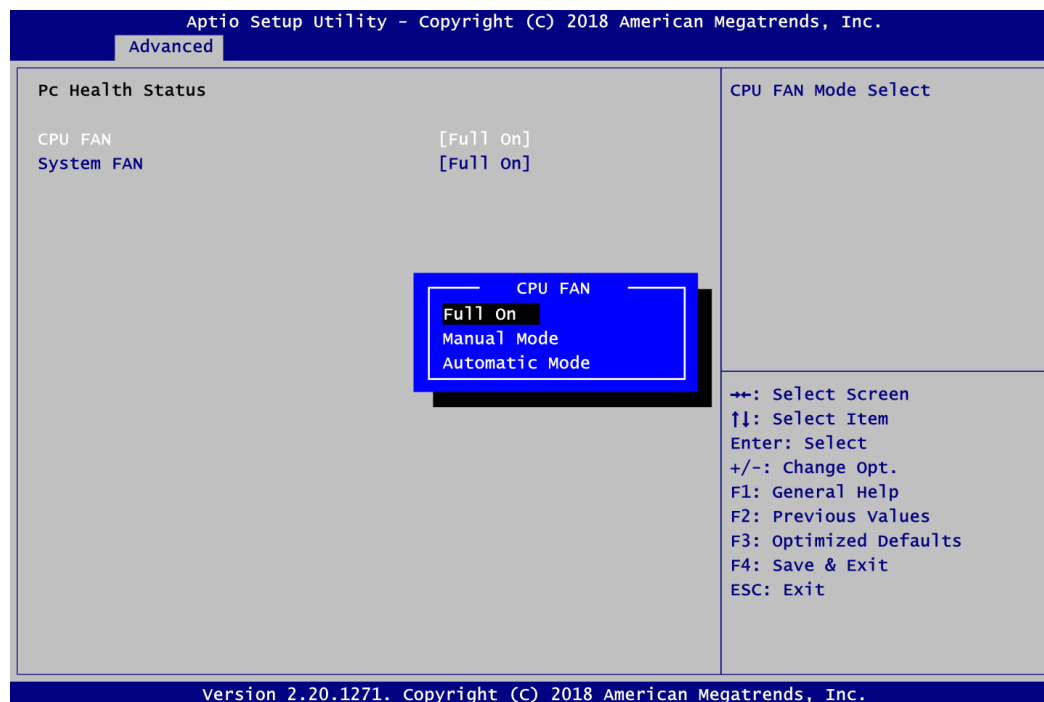 Aptio Setup Utility – Copyright (C) 2018 American Megatrends, Inc.
Advanced
Pc Health Status
CPU FAN [Full On]
System FAN [Full On]
CPU FAN Mode Select
CPU FAN
Full On
Manual Mode
Automatic Mode
→←: Select Screen
↑↓: Select Item
Enter: Select
+/-: Change Opt.
F1: General Help
F2: Previous Values
F3: Optimized Defaults
F4: Save & Exit
ESC: Exit
Version 2.20.1271. Copyright (C) 2018 American Megatrends, Inc.